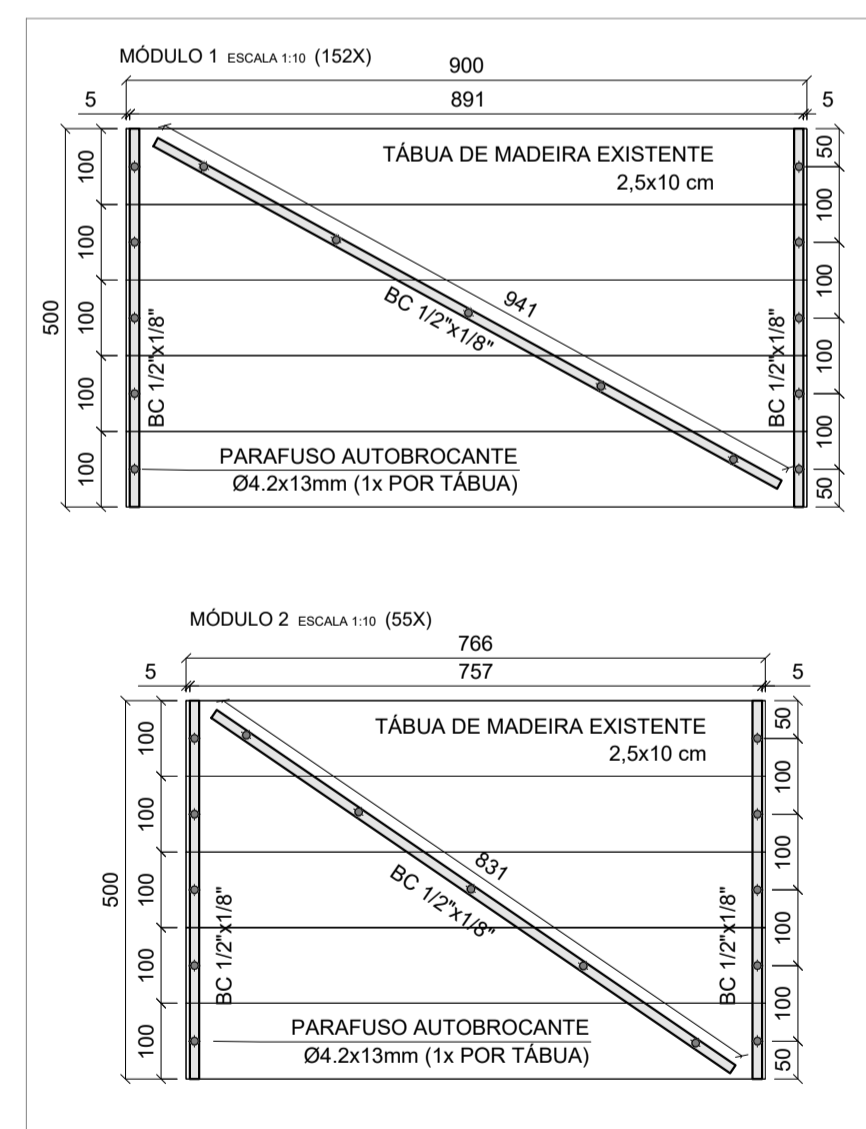 MÓDULO 1 ESCALA 1:10 (152X)
900
5
891
5
TÁBUA DE MADEIRA EXISTENTE
2,5x10 cm
500
100
100
100
100
100
BC 1/2"x1/8"
941
BC 1/2"x1/8"
BC 1/2"x1/8"
50
100
100
100
100
50
PARAFUSO AUTOBROCANTE
Ø4.2x13mm (1x POR TÁBUA)
MÓDULO 2 ESCALA 1:10 (55X)
766
5
757
5
TÁBUA DE MADEIRA EXISTENTE
2,5x10 cm
500
100
100
100
100
100
BC 1/2"x1/8"
831
BC 1/2"x1/8"
BC 1/2"x1/8"
50
100
100
100
100
50
PARAFUSO AUTOBROCANTE
Ø4.2x13mm (1x POR TÁBUA)